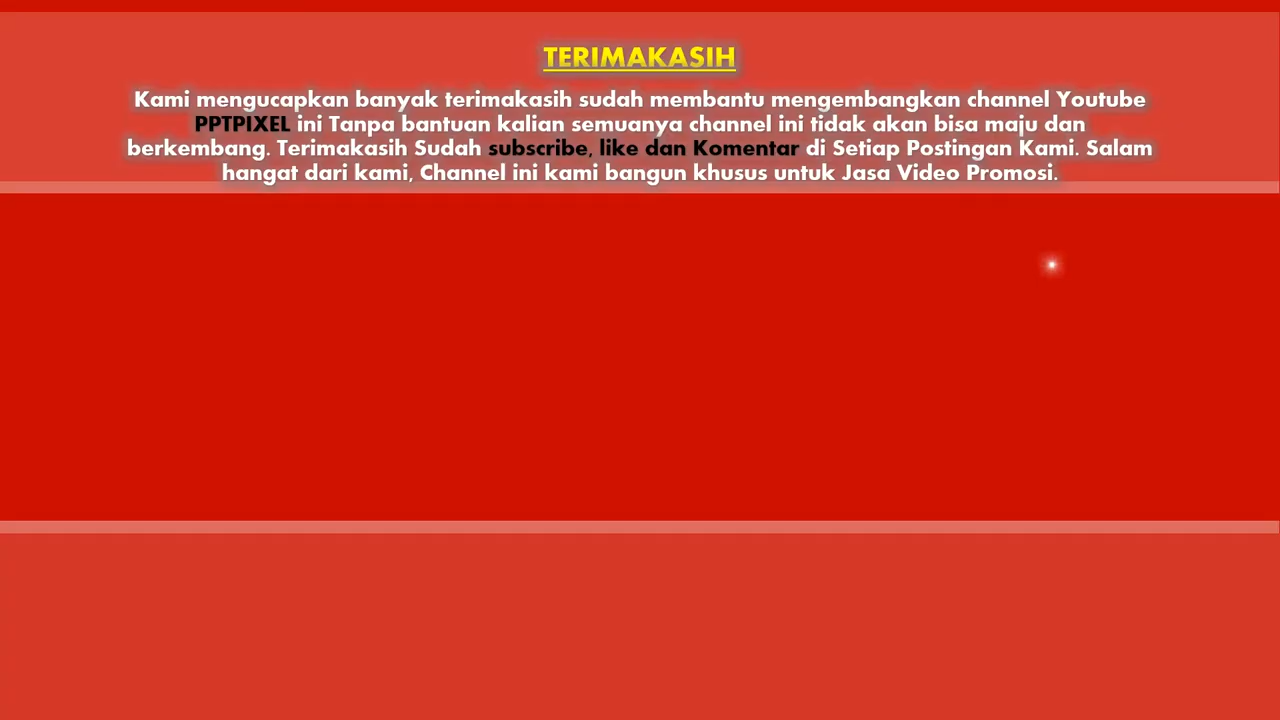 TERIMAKASIH
Kami mengucapkan banyak terimakasih sudah membantu mengembangkan channel Youtube
PPTPIXEL ini Tanpa bantuan kalian semuanya channel ini tidak akan bisa maju dan
berkembang. Terimakasih Sudah subscribe, like dan Komentar di Setiap Postingan Kami. Salam
hangat dari kami, Channel ini kami bangun khusus untuk Jasa Video Promosi.